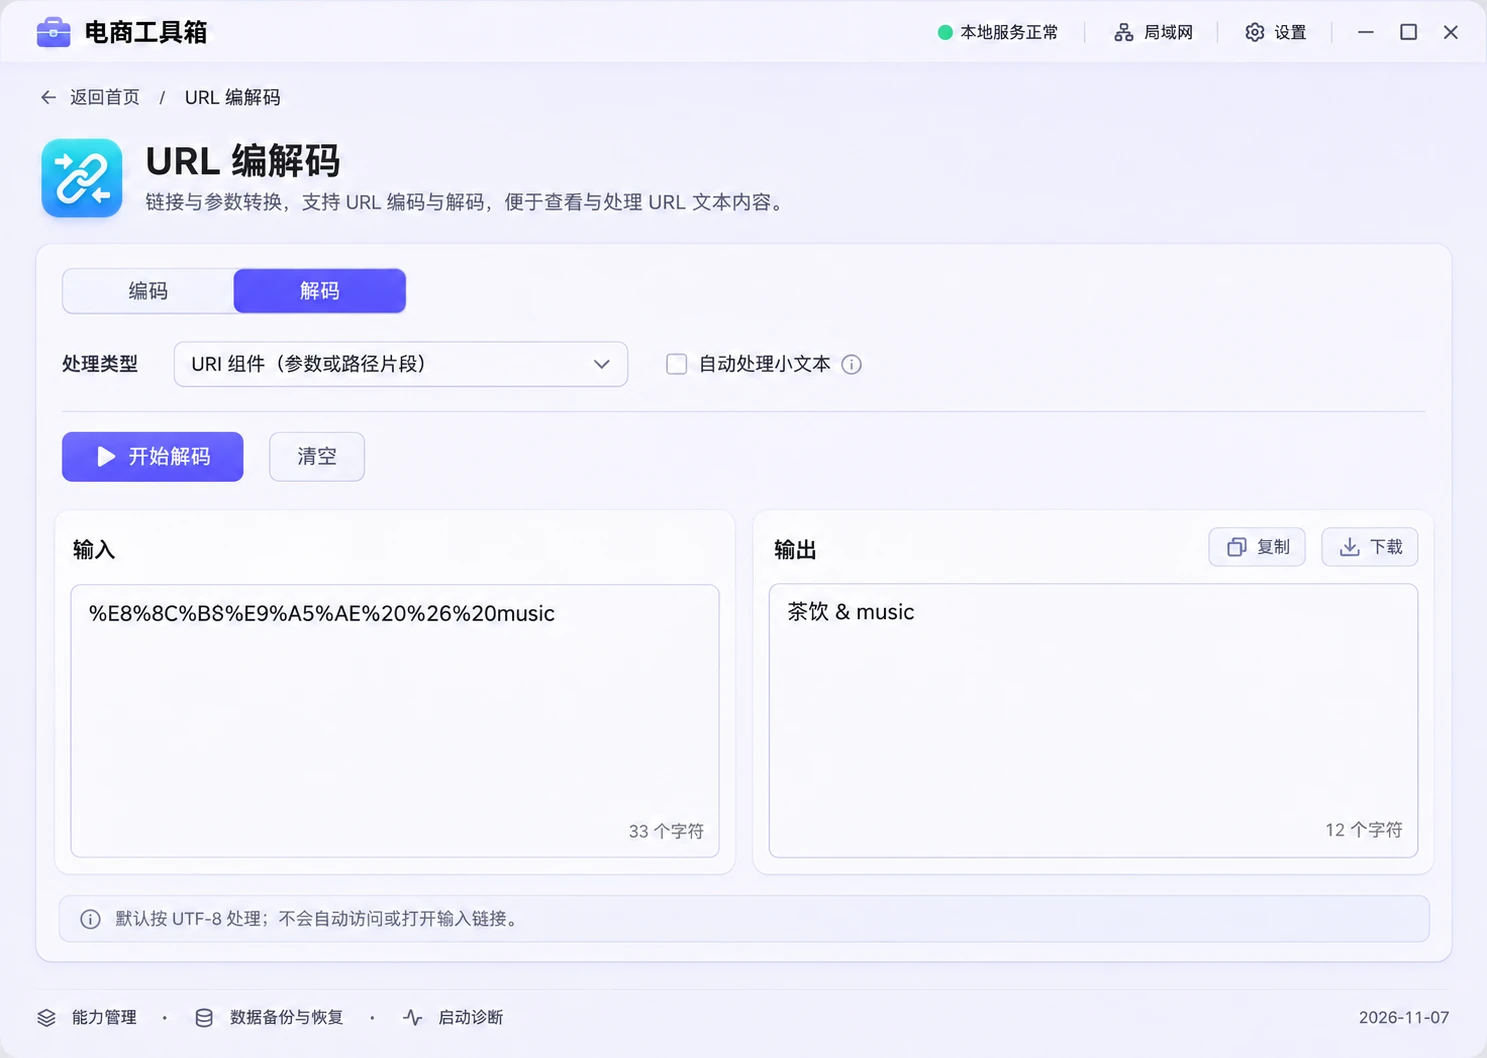 电商工具箱
本地服务正常
局域网
设置
返回首页 / URL 编解码
URL 编解码
链接与参数转换，支持 URL 编码与解码，便于查看与处理 URL 文本内容。
编码
解码
处理类型
URI 组件（参数或路径片段）
自动处理小文本
开始解码
清空
输入
%E8%8C%B8%E9%A5%AE%20%26%20music
33 个字符
输出
复制
下载
茶饮 & music
12 个字符
默认按 UTF-8 处理；不会自动访问或打开输入链接。
能力管理 · 数据备份与恢复 · 启动诊断
2026-11-07